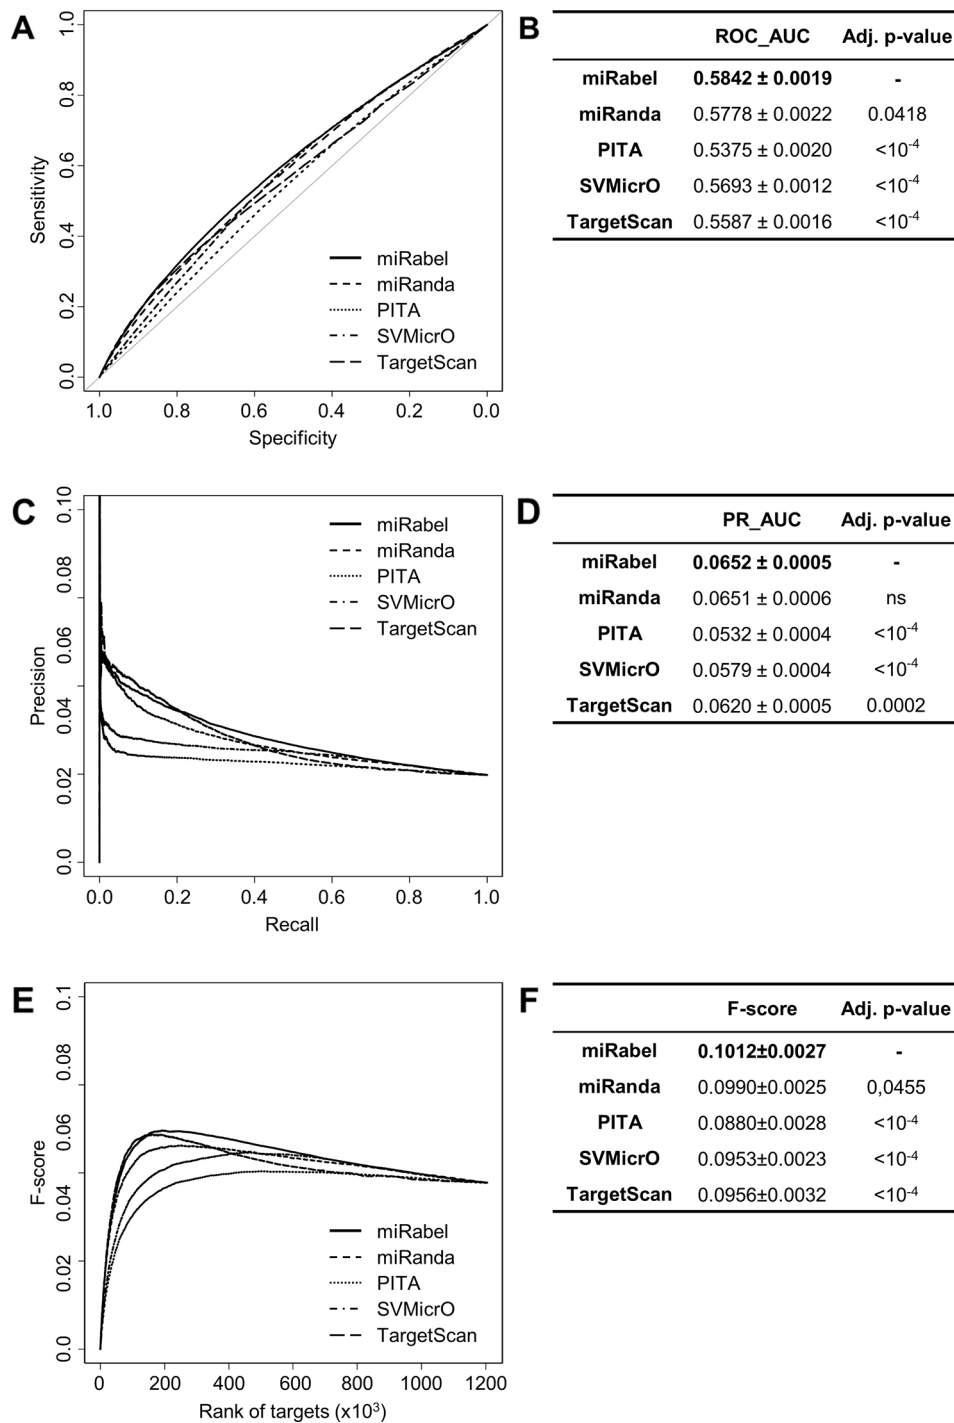 A
1.0
0.8
0.6
0.4
0.2
0.0
Sensitivity
miRabel
miRanda
PITA
SVMicrO
TargetScan
1.0 0.8 0.6 0.4 0.2 0.0
Specificity
B
ROC_AUC Adj. p-value
miRabel 0.5842 ± 0.0019 -
miRanda 0.5778 ± 0.0022 0.0418
PITA 0.5375 ± 0.0020 <10-4
SVMicrO 0.5693 ± 0.0012 <10-4
TargetScan 0.5587 ± 0.0016 <10-4
C
0.10
0.08
0.06
0.04
0.02
0.0
Precision
miRabel
miRanda
PITA
SVMicrO
TargetScan
0.0 0.2 0.4 0.6 0.8 1.0
Recall
D
PR_AUC Adj. p-value
miRabel 0.0652 ± 0.0005 -
miRanda 0.0651 ± 0.0006 ns
PITA 0.0532 ± 0.0004 <10-4
SVMicrO 0.0579 ± 0.0004 <10-4
TargetScan 0.0620 ± 0.0005 0.0002
E
0.1
0.08
0.06
0.04
0.02
0.0
F-score
miRabel
miRanda
PITA
SVMicrO
TargetScan
0 200 400 600 800 1000 1200
Rank of targets (x10³)
F
F-score Adj. p-value
miRabel 0.1012±0.0027 -
miRanda 0.0990±0.0025 0,0455
PITA 0.0880±0.0028 <10-4
SVMicrO 0.0953±0.0023 <10-4
TargetScan 0.0956±0.0032 <10-4